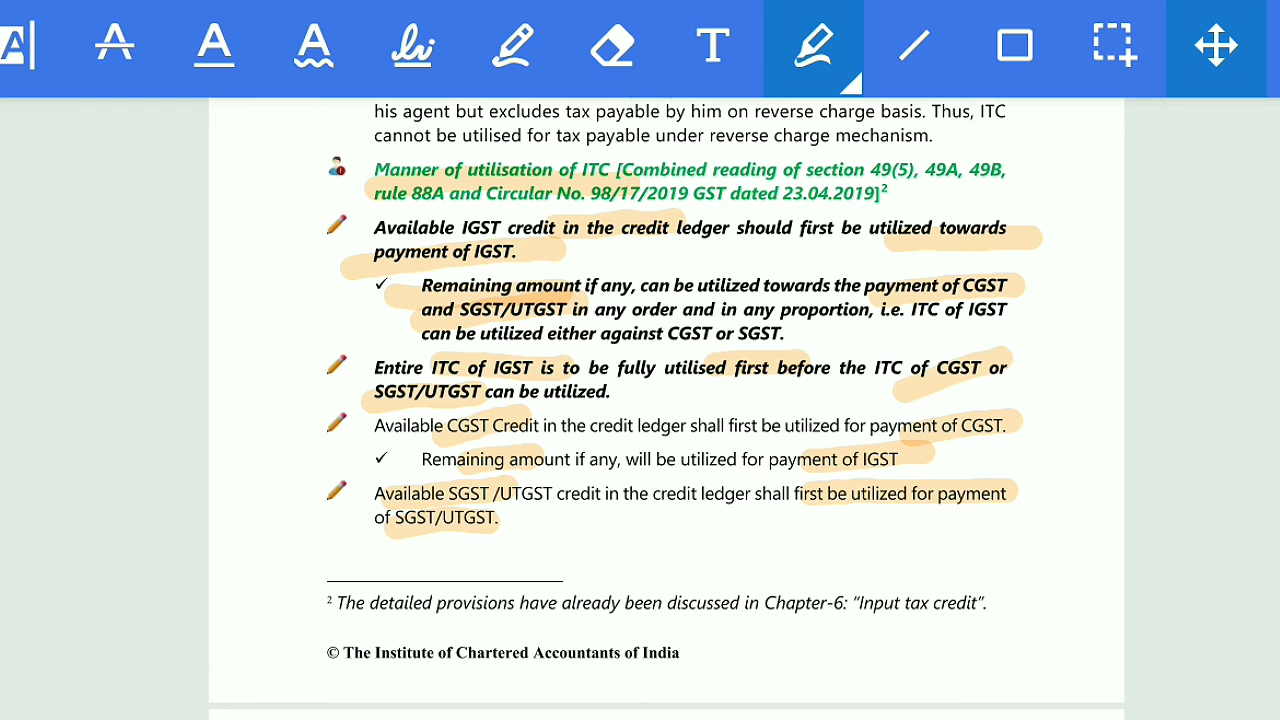 his agent but excludes tax payable by him on reverse charge basis. Thus, ITC
cannot be utilised for tax payable under reverse charge mechanism.
Manner of utilisation of ITC [Combined reading of section 49(5), 49A, 49B,
rule 88A and Circular No. 98/17/2019 GST dated 23.04.2019]²
Available IGST credit in the credit ledger should first be utilized towards
payment of IGST.
✓ Remaining amount if any, can be utilized towards the payment of CGST
and SGST/UTGST in any order and in any proportion, i.e. ITC of IGST
can be utilized either against CGST or SGST.
Entire ITC of IGST is to be fully utilised first before the ITC of CGST or
SGST/UTGST can be utilized.
Available CGST Credit in the credit ledger shall first be utilized for payment of CGST.
✓ Remaining amount if any, will be utilized for payment of IGST
Available SGST /UTGST credit in the credit ledger shall first be utilized for payment
of SGST/UTGST.
² The detailed provisions have already been discussed in Chapter-6: “Input tax credit”.
© The Institute of Chartered Accountants of India